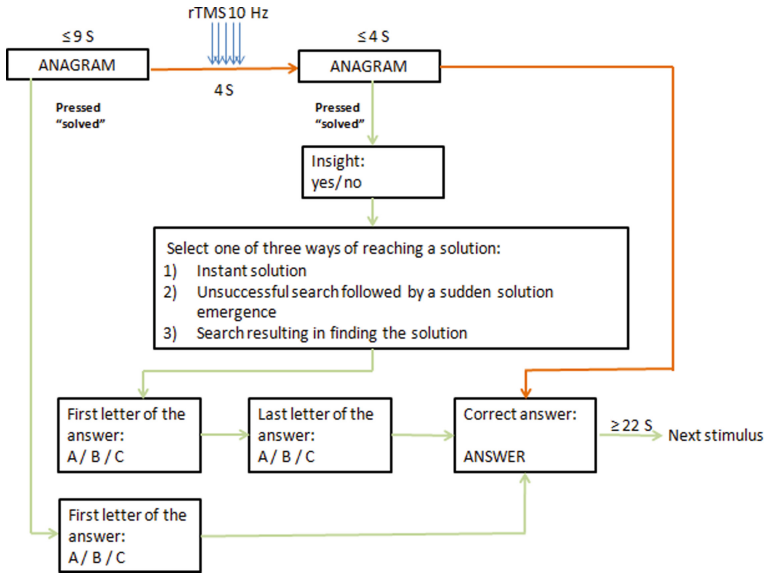 rTMS 10 Hz
≤ 9 S
≤ 4 S
ANAGRAM
ANAGRAM
4 S
Pressed
“solved”
Pressed
“solved”
Insight:
yes/ no
Select one of three ways of reaching a solution:
1) Instant solution
2) Unsuccessful search followed by a sudden solution
emergence
3) Search resulting in finding the solution
First letter of the
answer:
A / B / C
Last letter of the
answer:
A / B / C
Correct answer:
ANSWER
≥ 22 S
Next stimulus
First letter of the
answer:
A / B / C